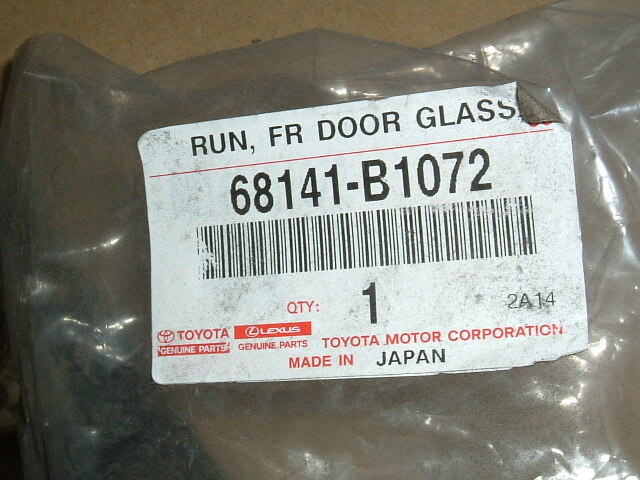 RUN, FR DOOR GLASS,
68141-B1072
QTY: 1 2A14
TOYOTA LEXUS
GENUINE PARTS GENUINE PARTS TOYOTA MOTOR CORPORATION
MADE IN JAPAN